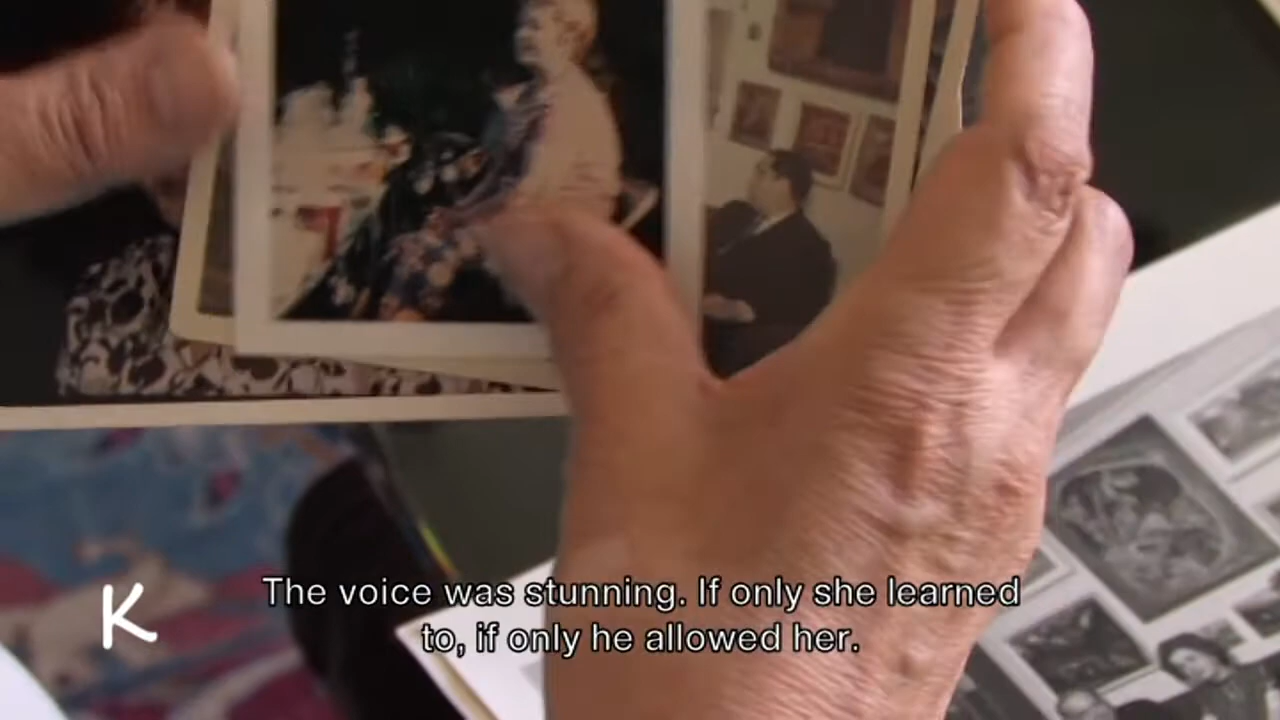 K
The voice was stunning. If only she learned
to, if only he allowed her.